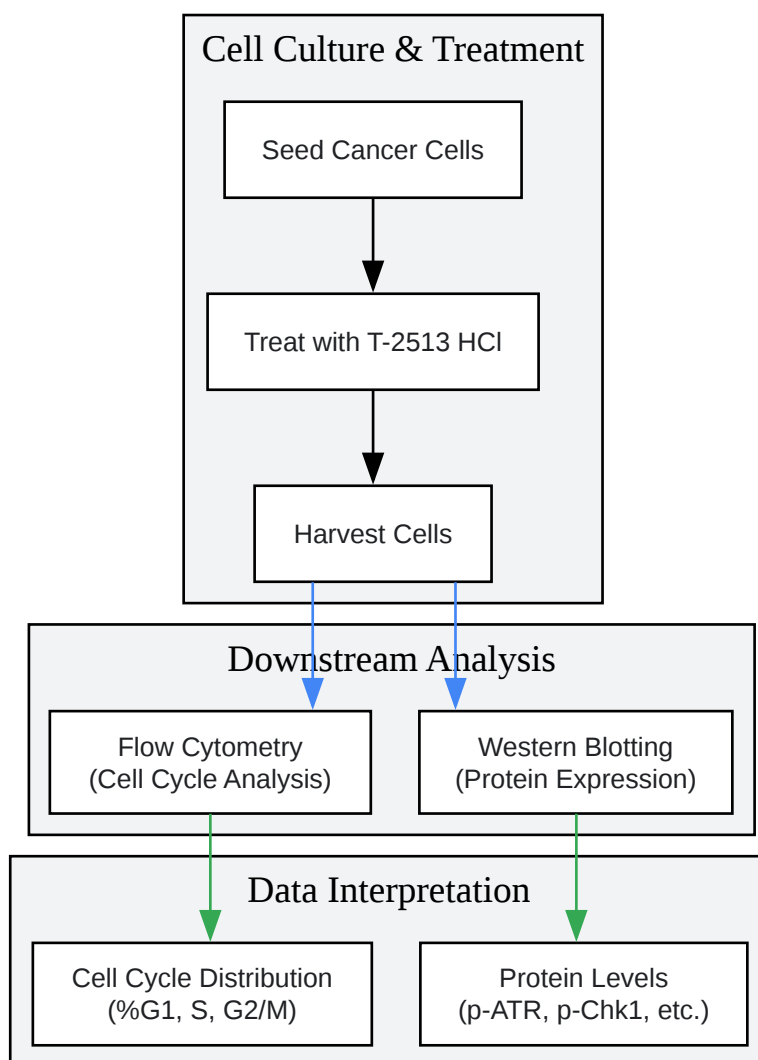 Cell Culture & Treatment
Seed Cancer Cells
Treat with T-2513 HCl
Harvest Cells
Downstream Analysis
Flow Cytometry
(Cell Cycle Analysis)
Western Blotting
(Protein Expression)
Data Interpretation
Cell Cycle Distribution
(%G1, S, G2/M)
Protein Levels
(p-ATR, p-Chk1, etc.)